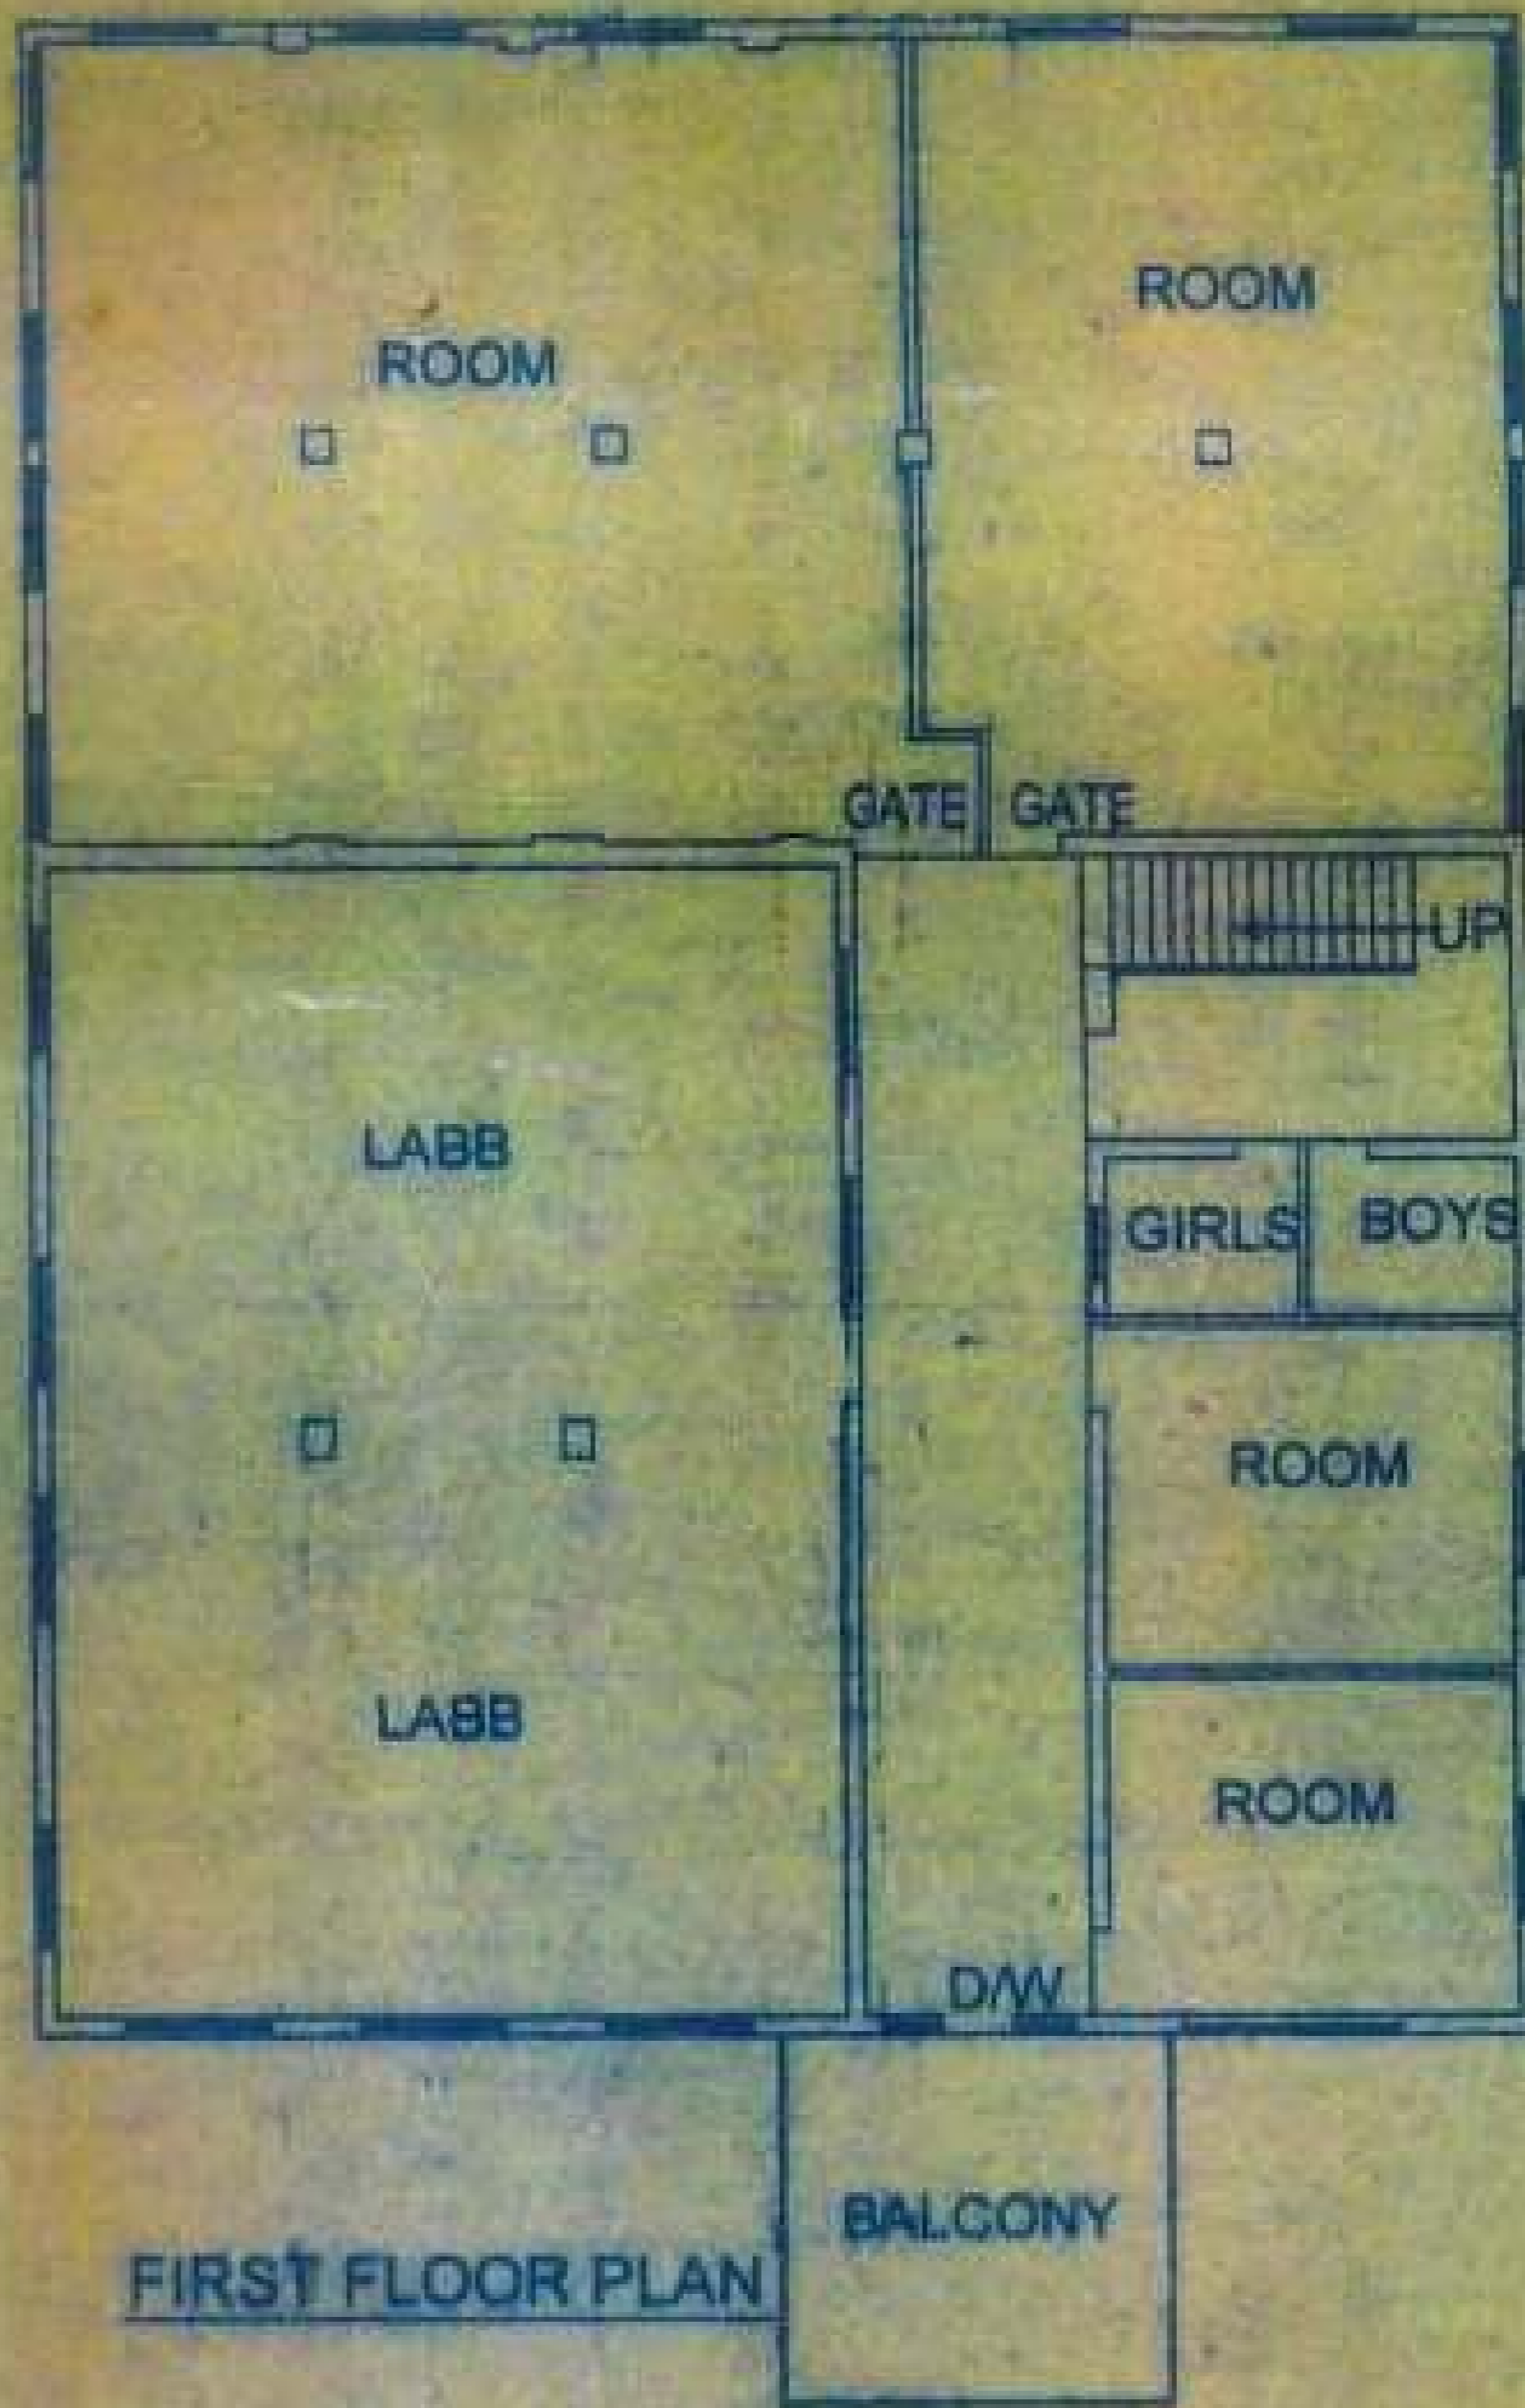 ROOM
ROOM
GATE GATE
UP
LABB
GIRLS BOYS
ROOM
LABB
ROOM
D/W
BALCONY
FIRST FLOOR PLAN